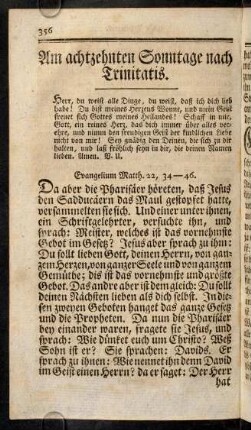 356
Am achtzehnten Sonntage nach
Trinitatis.
Herr, du weißt alle Dinge, du weißt, daß ich dich lieb
habe! Du bist meines Herzens Wonne, und mein Geist
freuet sich Gottes meines Heilandes! Schaff in mir,
Gott, ein reines Herz, das dich immer über alles ver-
ehre, und nimm den freudigen Geist der kindlichen Liebe
nicht von mir! Sey gnädig den Deinen, die sich zu dir
halten, und laß fröhlich seyn in dir, die deinen Namen
lieben. Amen. V. U.
Evangelium Matth. 22, 34—46.
Da aber die Pharisäer höreten, daß Jesus
den Sadducäern das Maul gestopfet hatte,
versammelten sie sich. Und einer unter ihnen,
ein Schriftgelehrter, versuchte ihn, und
sprach: Meister, welches ist das vornehmste
Gebot im Gesetz? Jesus aber sprach zu ihm:
Du sollt lieben Gott, deinen Herrn, von gan-
zem Herzen, von ganzer Seele und von ganzem
Gemüthe; dis ist das vornehmste und größte
Gebot. Das andre aber ist dem gleich: Du sollt
deinen Nächsten lieben als dich selbst. In die-
sen zweyen Geboten hanget das ganze Gesetz
und die Propheten. Da nun die Pharisäer
bey einander waren, fragete sie Jesus, und
sprach: Wie dünket euch um Christo? Weß
Sohn ist er? Sie sprachen: Davids. Er
sprach zu ihnen: Wie nennet ihn denn David
im Geist einen Herrn? da er saget: Der Herr
hat